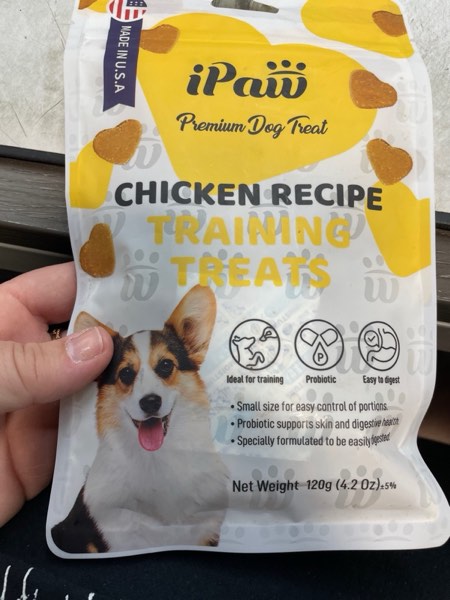 MADE IN U.S.A
iPaw
Premium Dog Treat
CHICKEN RECIPE
TRAINING
TREATS
Ideal for training
Probiotic
Easy to digest
P
• Small size for easy control of portions.
• Probiotic supports skin and digestive health.
• Specially formulated to be easily digested.
Net Weight 120g (4.2 Oz)±5%